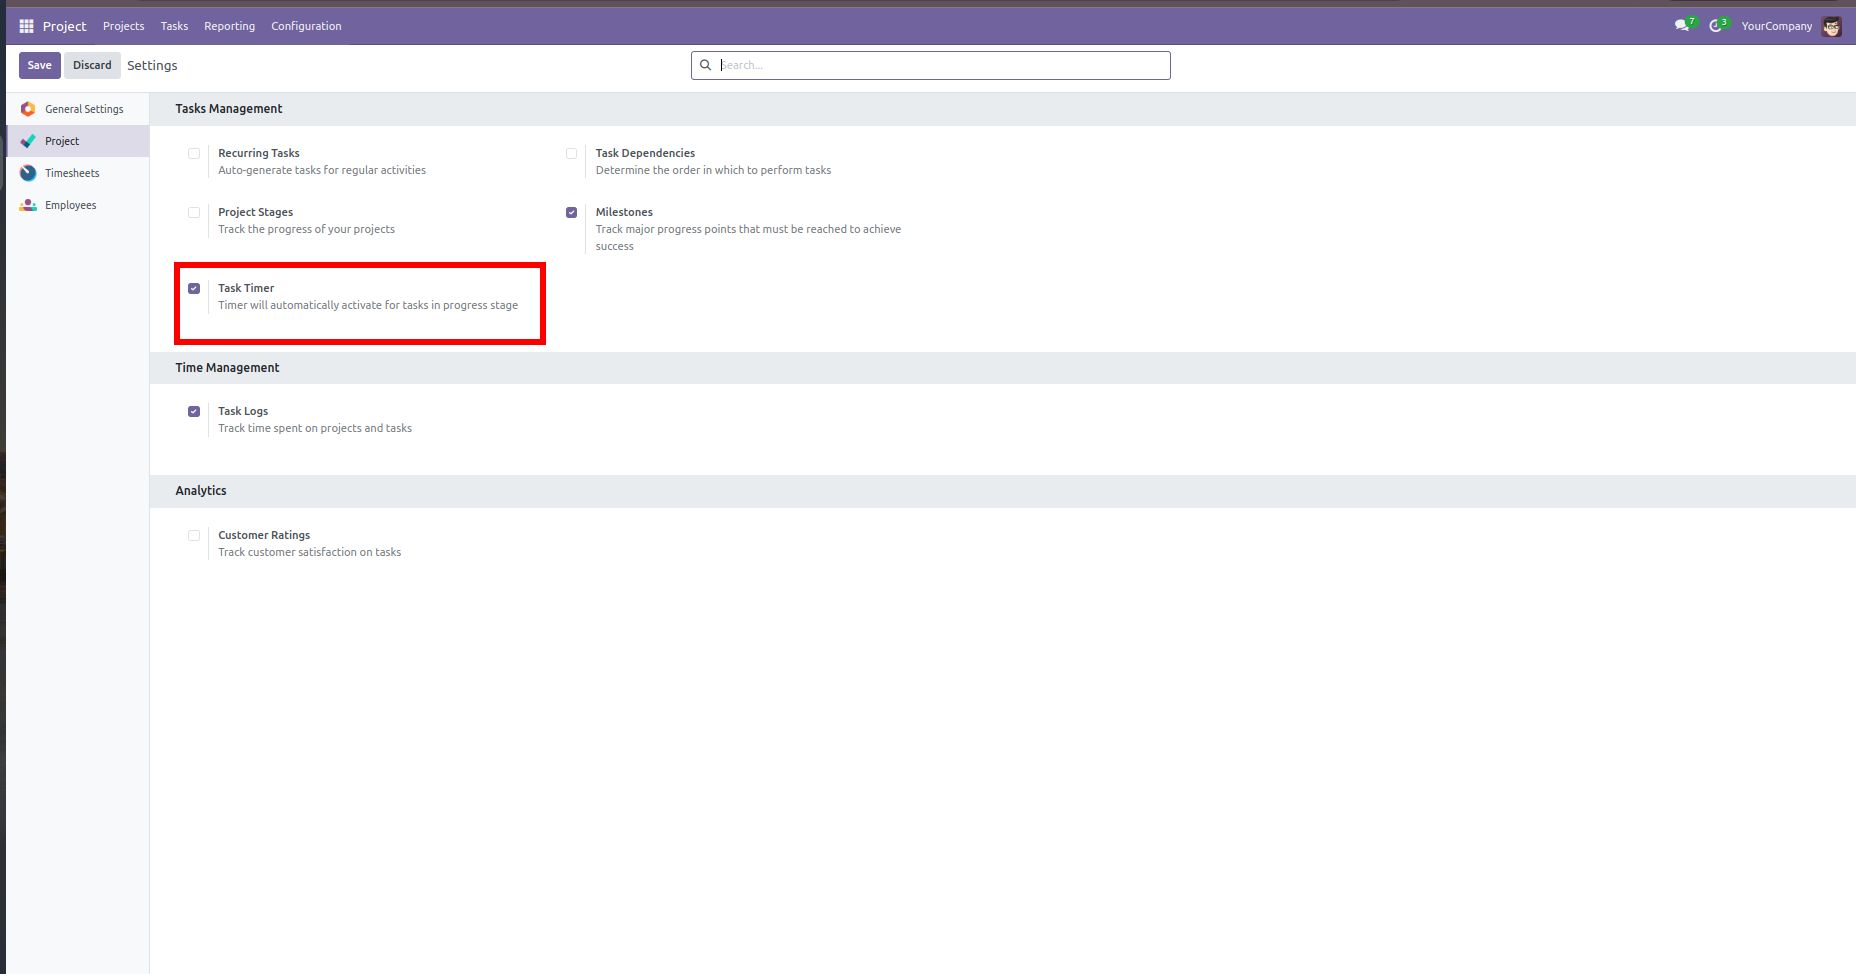 Project Projects Tasks Reporting Configuration 7 3 YourCompany
Save Discard Settings Search...
General Settings
Project
Timesheets
Employees
Tasks Management
Recurring Tasks
Auto-generate tasks for regular activities
Task Dependencies
Determine the order in which to perform tasks
Project Stages
Track the progress of your projects
Milestones
Track major progress points that must be reached to achieve
success
Task Timer
Timer will automatically activate for tasks in progress stage
Time Management
Task Logs
Track time spent on projects and tasks
Analytics
Customer Ratings
Track customer satisfaction on tasks